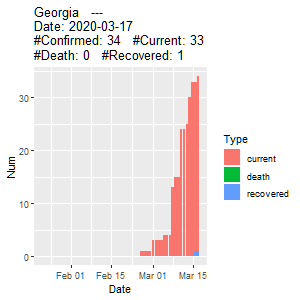 Georgia   ---
Date: 2020-03-17
#Confirmed: 34   #Current: 33
#Death: 0   #Recovered: 1
Num
30
20
10
0
Feb 01
Feb 15
Mar 01
Mar 15
Date
Type
current
death
recovered